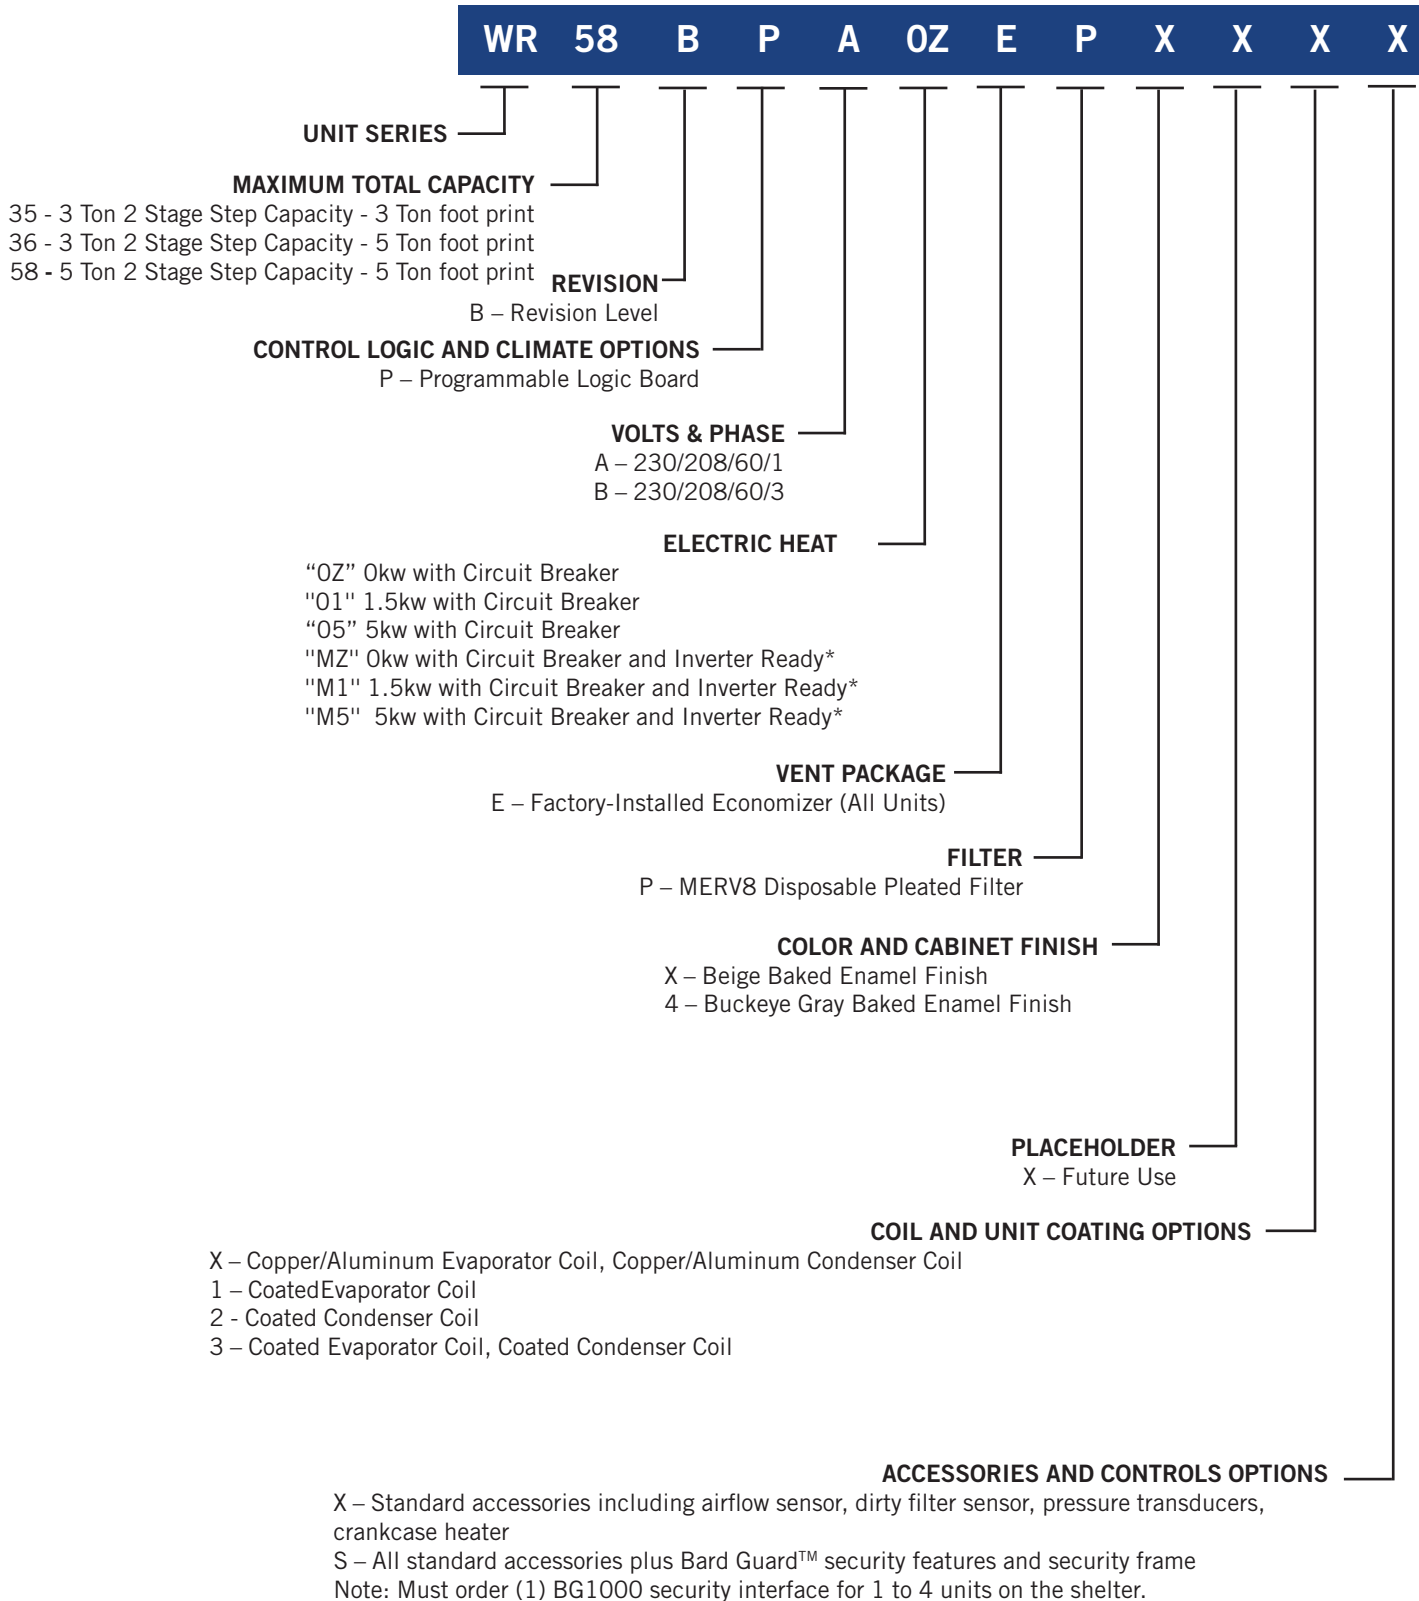 WR 58 B P A 0Z E P X X X X
UNIT SERIES
MAXIMUM TOTAL CAPACITY
35 - 3 Ton 2 Stage Step Capacity - 3 Ton foot print
36 - 3 Ton 2 Stage Step Capacity - 5 Ton foot print
58 - 5 Ton 2 Stage Step Capacity - 5 Ton foot print
REVISION
B – Revision Level
CONTROL LOGIC AND CLIMATE OPTIONS
P – Programmable Logic Board
VOLTS & PHASE
A – 230/208/60/1
B – 230/208/60/3
ELECTRIC HEAT
“0Z” 0kw with Circuit Breaker
"01" 1.5kw with Circuit Breaker
“05” 5kw with Circuit Breaker
"MZ" 0kw with Circuit Breaker and Inverter Ready*
"M1" 1.5kw with Circuit Breaker and Inverter Ready*
"M5"  5kw with Circuit Breaker and Inverter Ready*
VENT PACKAGE
E – Factory-Installed Economizer (All Units)
FILTER
P – MERV8 Disposable Pleated Filter
COLOR AND CABINET FINISH
X – Beige Baked Enamel Finish
4 – Buckeye Gray Baked Enamel Finish
PLACEHOLDER
X – Future Use
COIL AND UNIT COATING OPTIONS
X – Copper/Aluminum Evaporator Coil, Copper/Aluminum Condenser Coil
1 – CoatedEvaporator Coil
2 - Coated Condenser Coil
3 – Coated Evaporator Coil, Coated Condenser Coil
ACCESSORIES AND CONTROLS OPTIONS
X – Standard accessories including airflow sensor, dirty filter sensor, pressure transducers,
crankcase heater
S – All standard accessories plus Bard Guard™ security features and security frame
Note: Must order (1) BG1000 security interface for 1 to 4 units on the shelter.